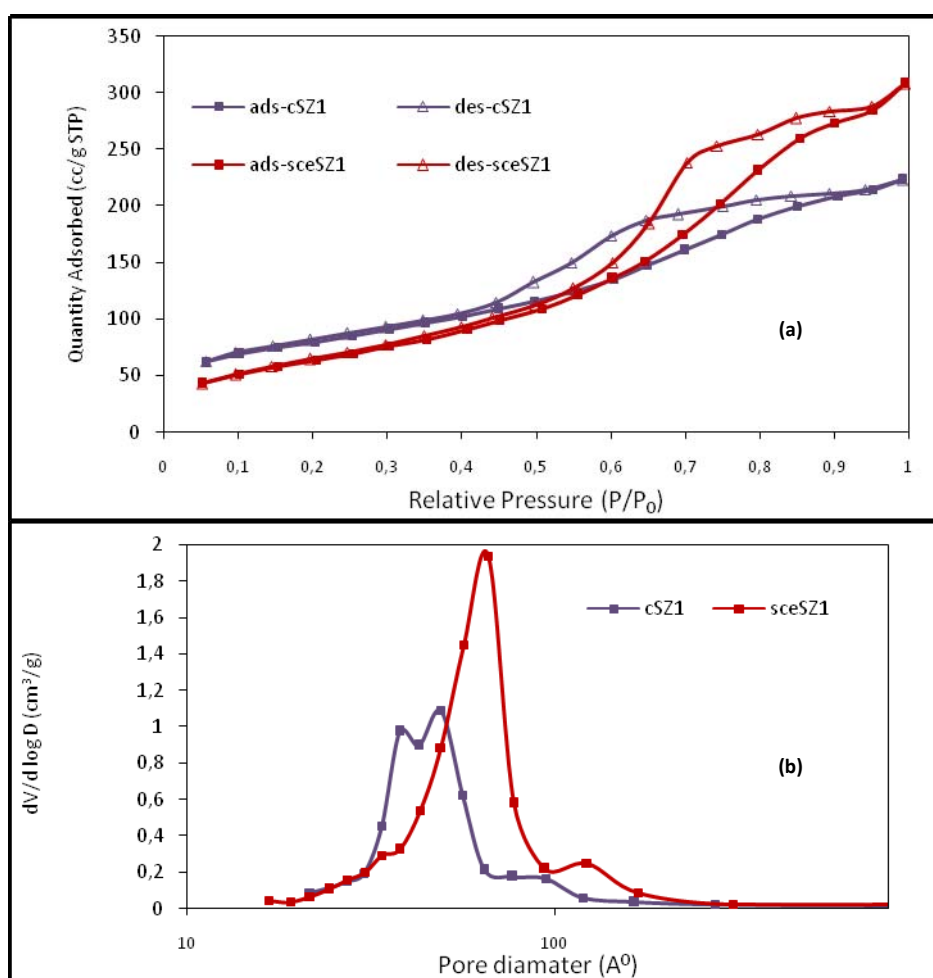 350
300
250
200
150
100
50
0
Quantity Adsorbed (cc/g STP)
ads-cSZ1 des-cSZ1
ads-sceSZ1 des-sceSZ1
(a)
0 0,1 0,2 0,3 0,4 0,5 0,6 0,7 0,8 0,9 1
Relative Pressure (P/P₀)
2
1,8
1,6
1,4
1,2
1
0,8
0,6
0,4
0,2
0
dV/d log D (cm³/g)
cSZ1 sceSZ1
(b)
10 100
Pore diamater (A⁰)